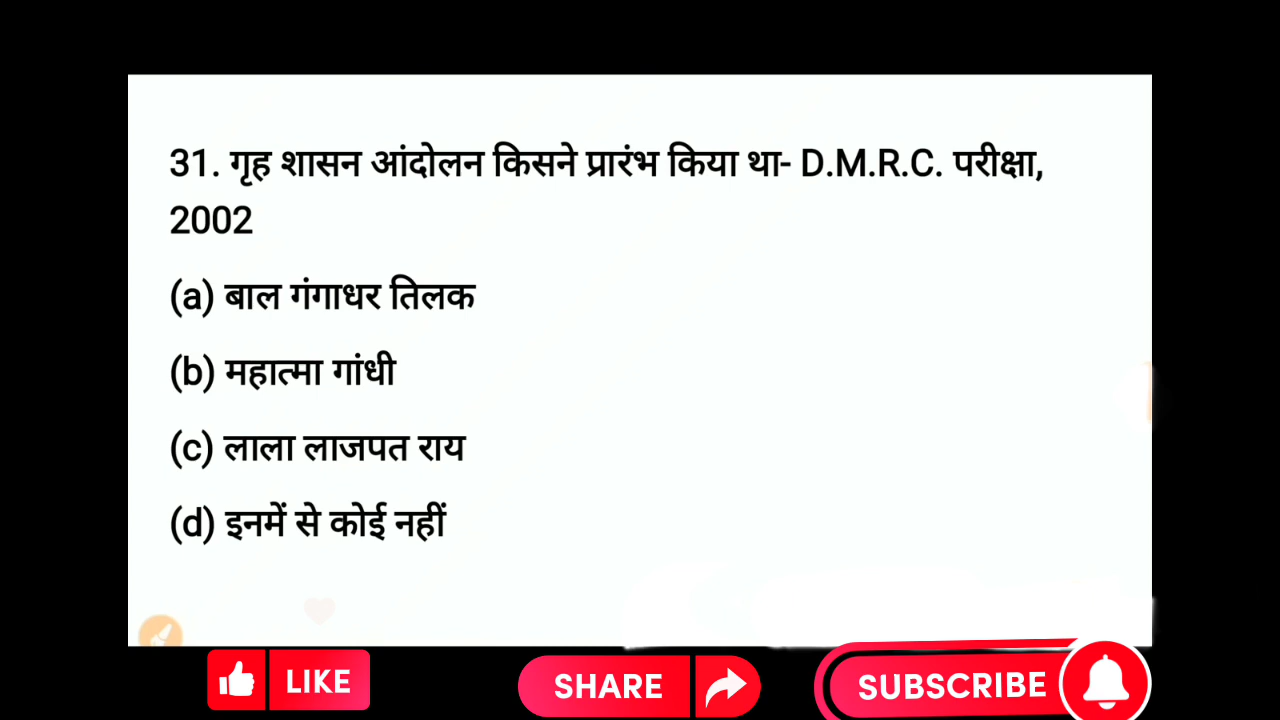 31. गृह शासन आंदोलन किसने प्रारंभ किया था- D.M.R.C. परीक्षा,
2002
(a) बाल गंगाधर तिलक
(b) महात्मा गांधी
(c) लाला लाजपत राय
(d) इनमें से कोई नहीं
LIKE
SHARE
SUBSCRIBE